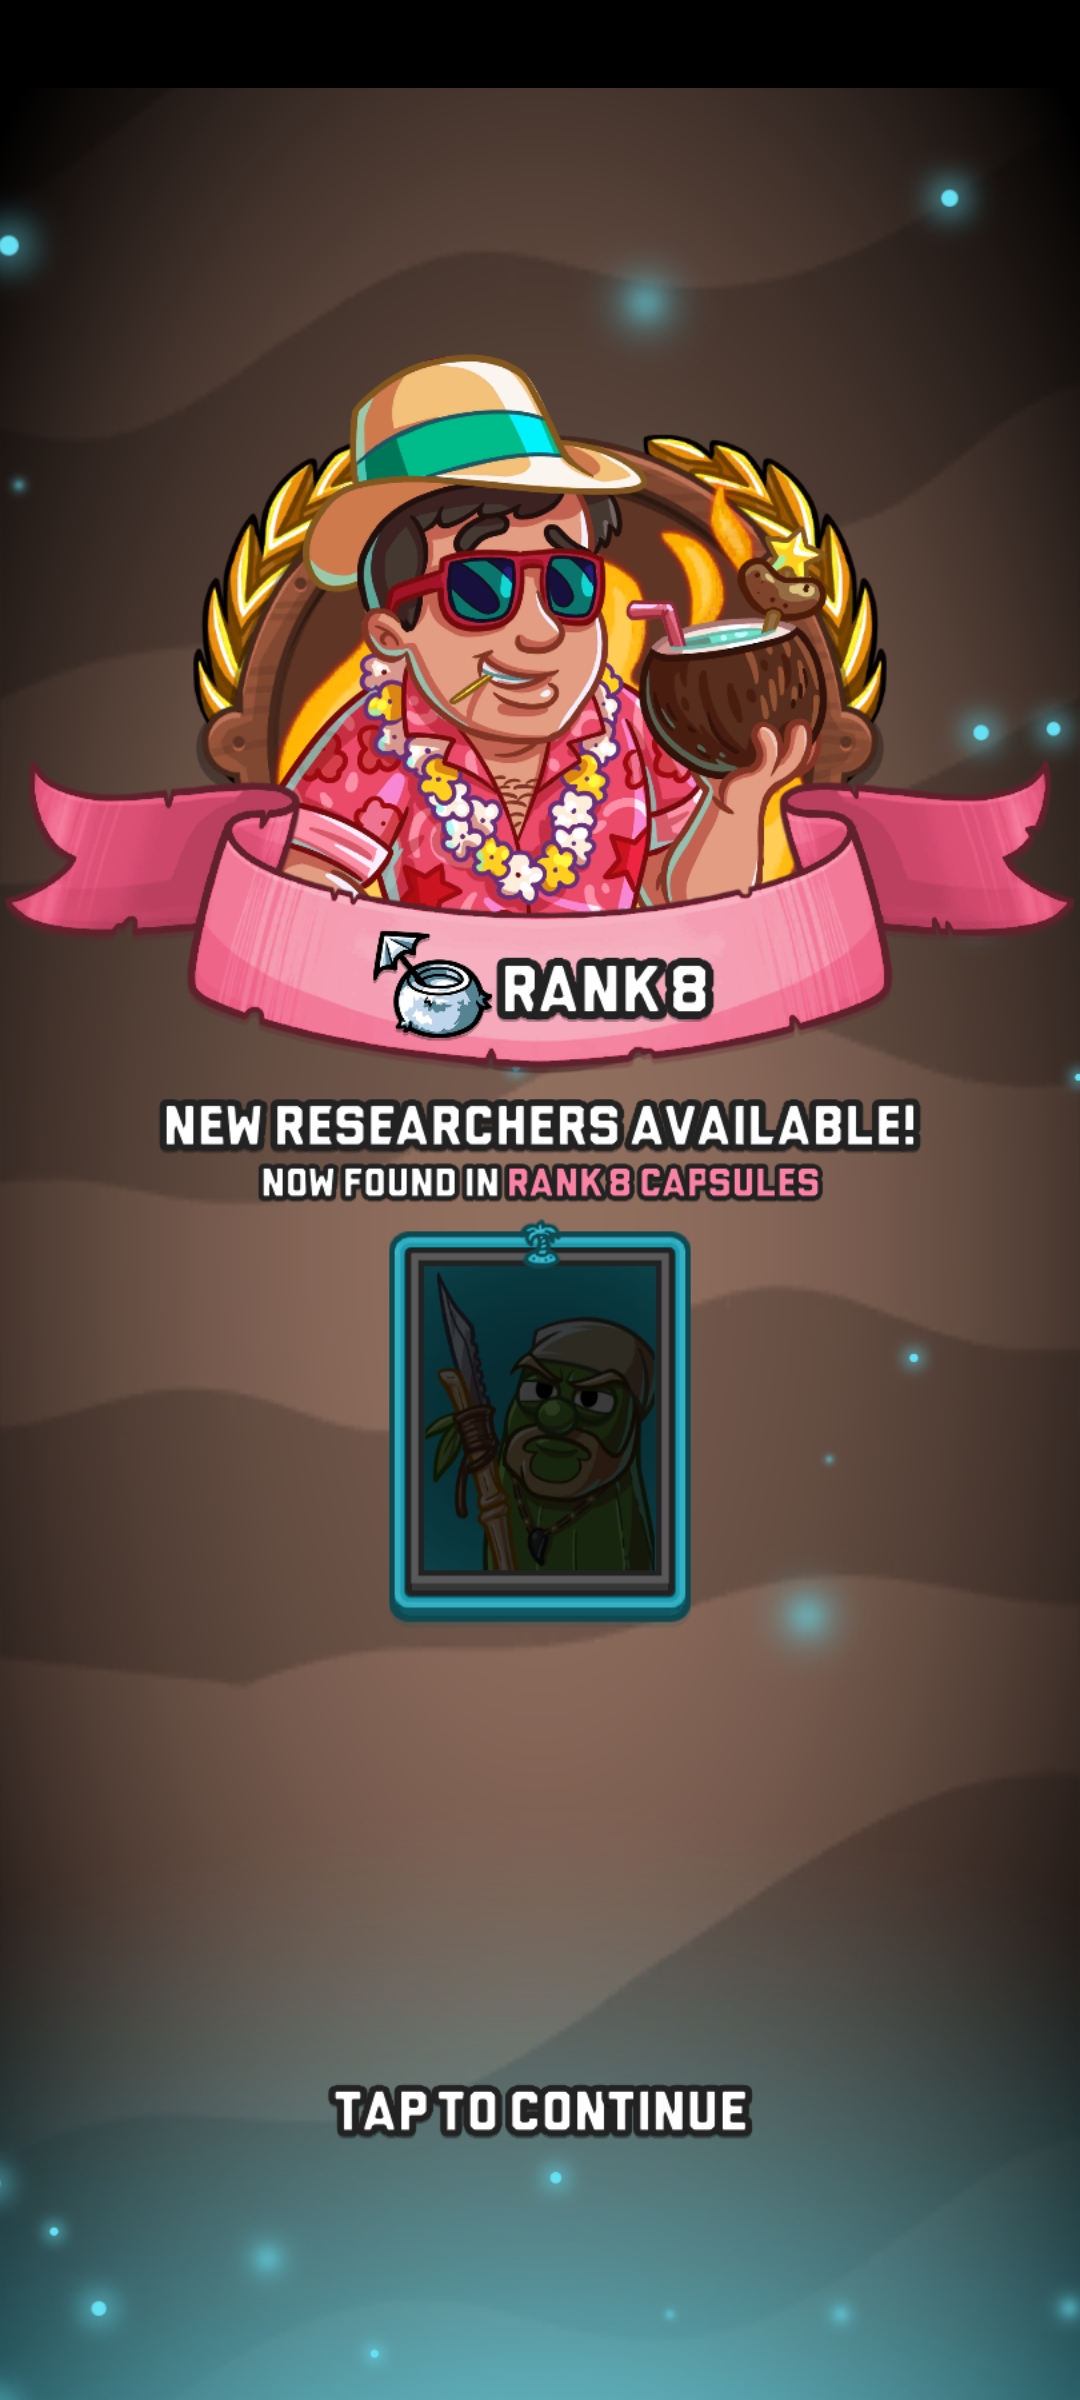 RANK 8
NEW RESEARCHERS AVAILABLE!
NOW FOUND IN RANK 8 CAPSULES
TAP TO CONTINUE